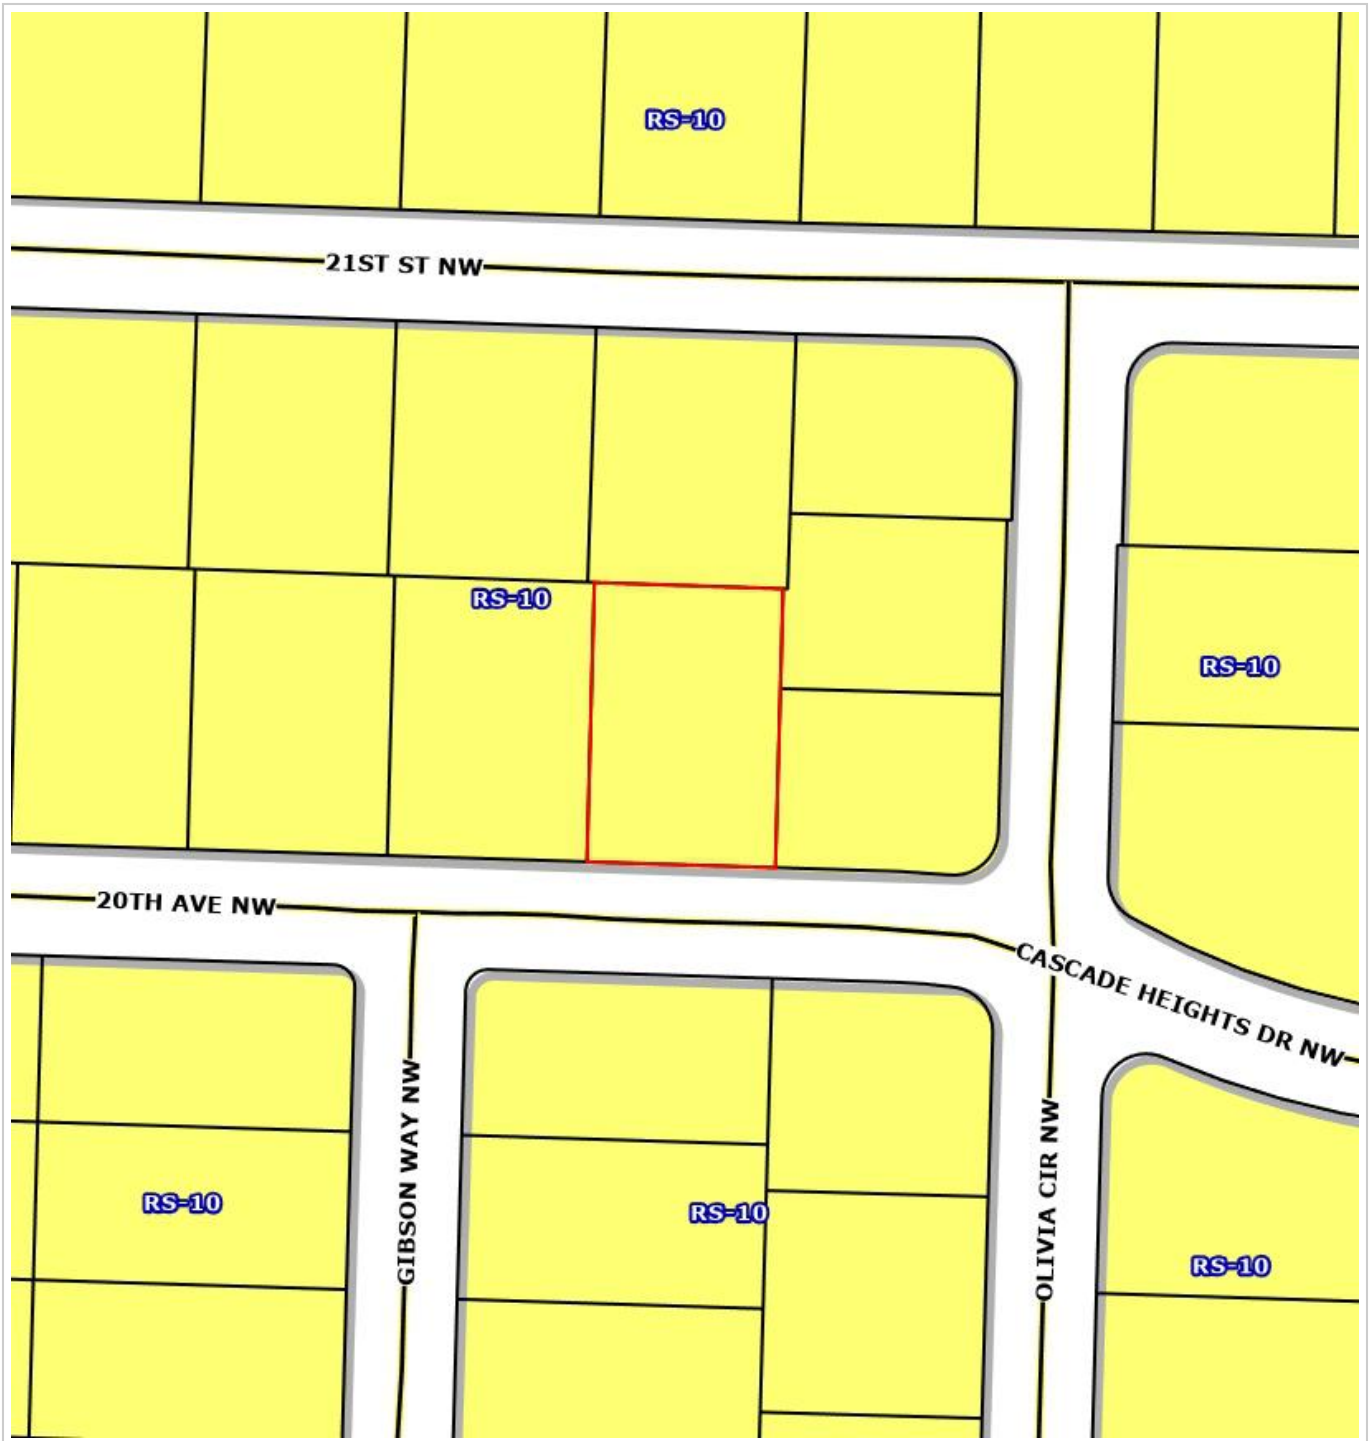 RS-10
21ST ST NW
RS-10
RS-10
20TH AVE NW
CASCADE HEIGHTS DR NW
GIBSON WAY NW
OLIVIA CIR NW
RS-10
RS-10
RS-10